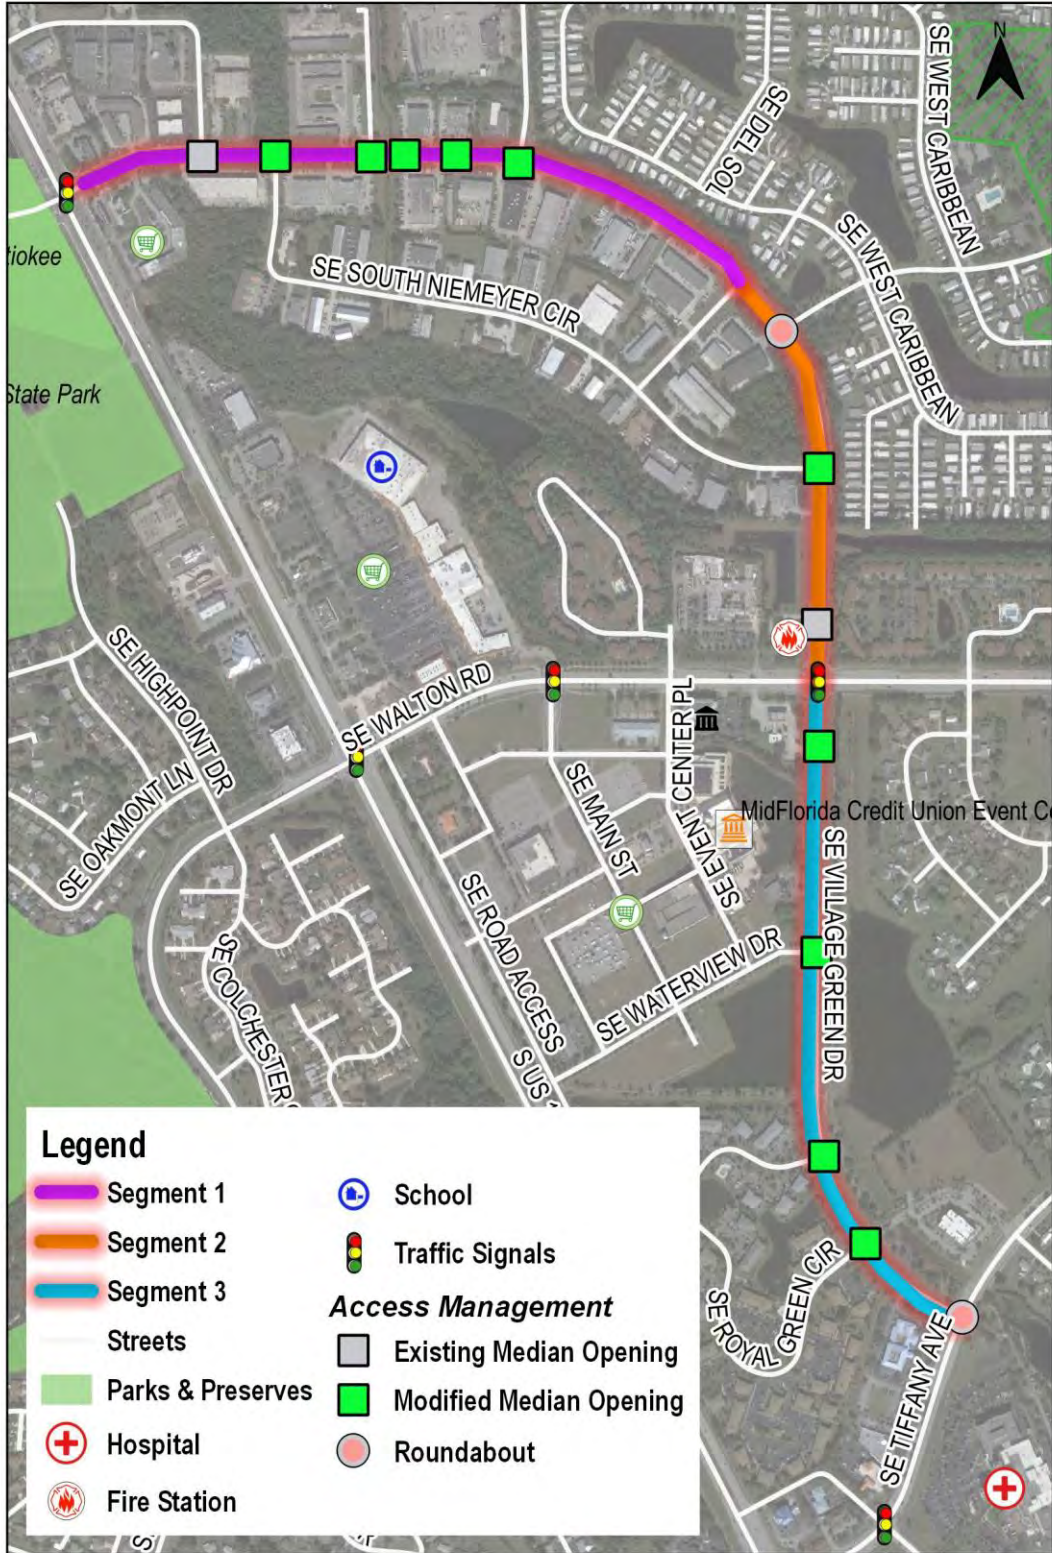 N
SE WEST CARIBBEAN
SE DEL SOL
SE WEST CARIBBEAN
tiokee
SE SOUTH NIEMEYER CIR
State Park
SE HIGHPOINT DR
SE WALTON RD
SE EVENT CENTER PL
SE OAKMONT LN
SE MAIN ST
MidFlorida Credit Union Event Ce
SE VILLAGE GREEN DR
SE ROAD ACCESS
SE WATERVIEW DR
SE COLCHESTER
S US
SE ROYAL GREEN CIR
SE TIFFANY AVE
Legend
Segment 1
Segment 2
Segment 3
Streets
Parks & Preserves
Hospital
Fire Station
School
Traffic Signals
Access Management
Existing Median Opening
Modified Median Opening
Roundabout